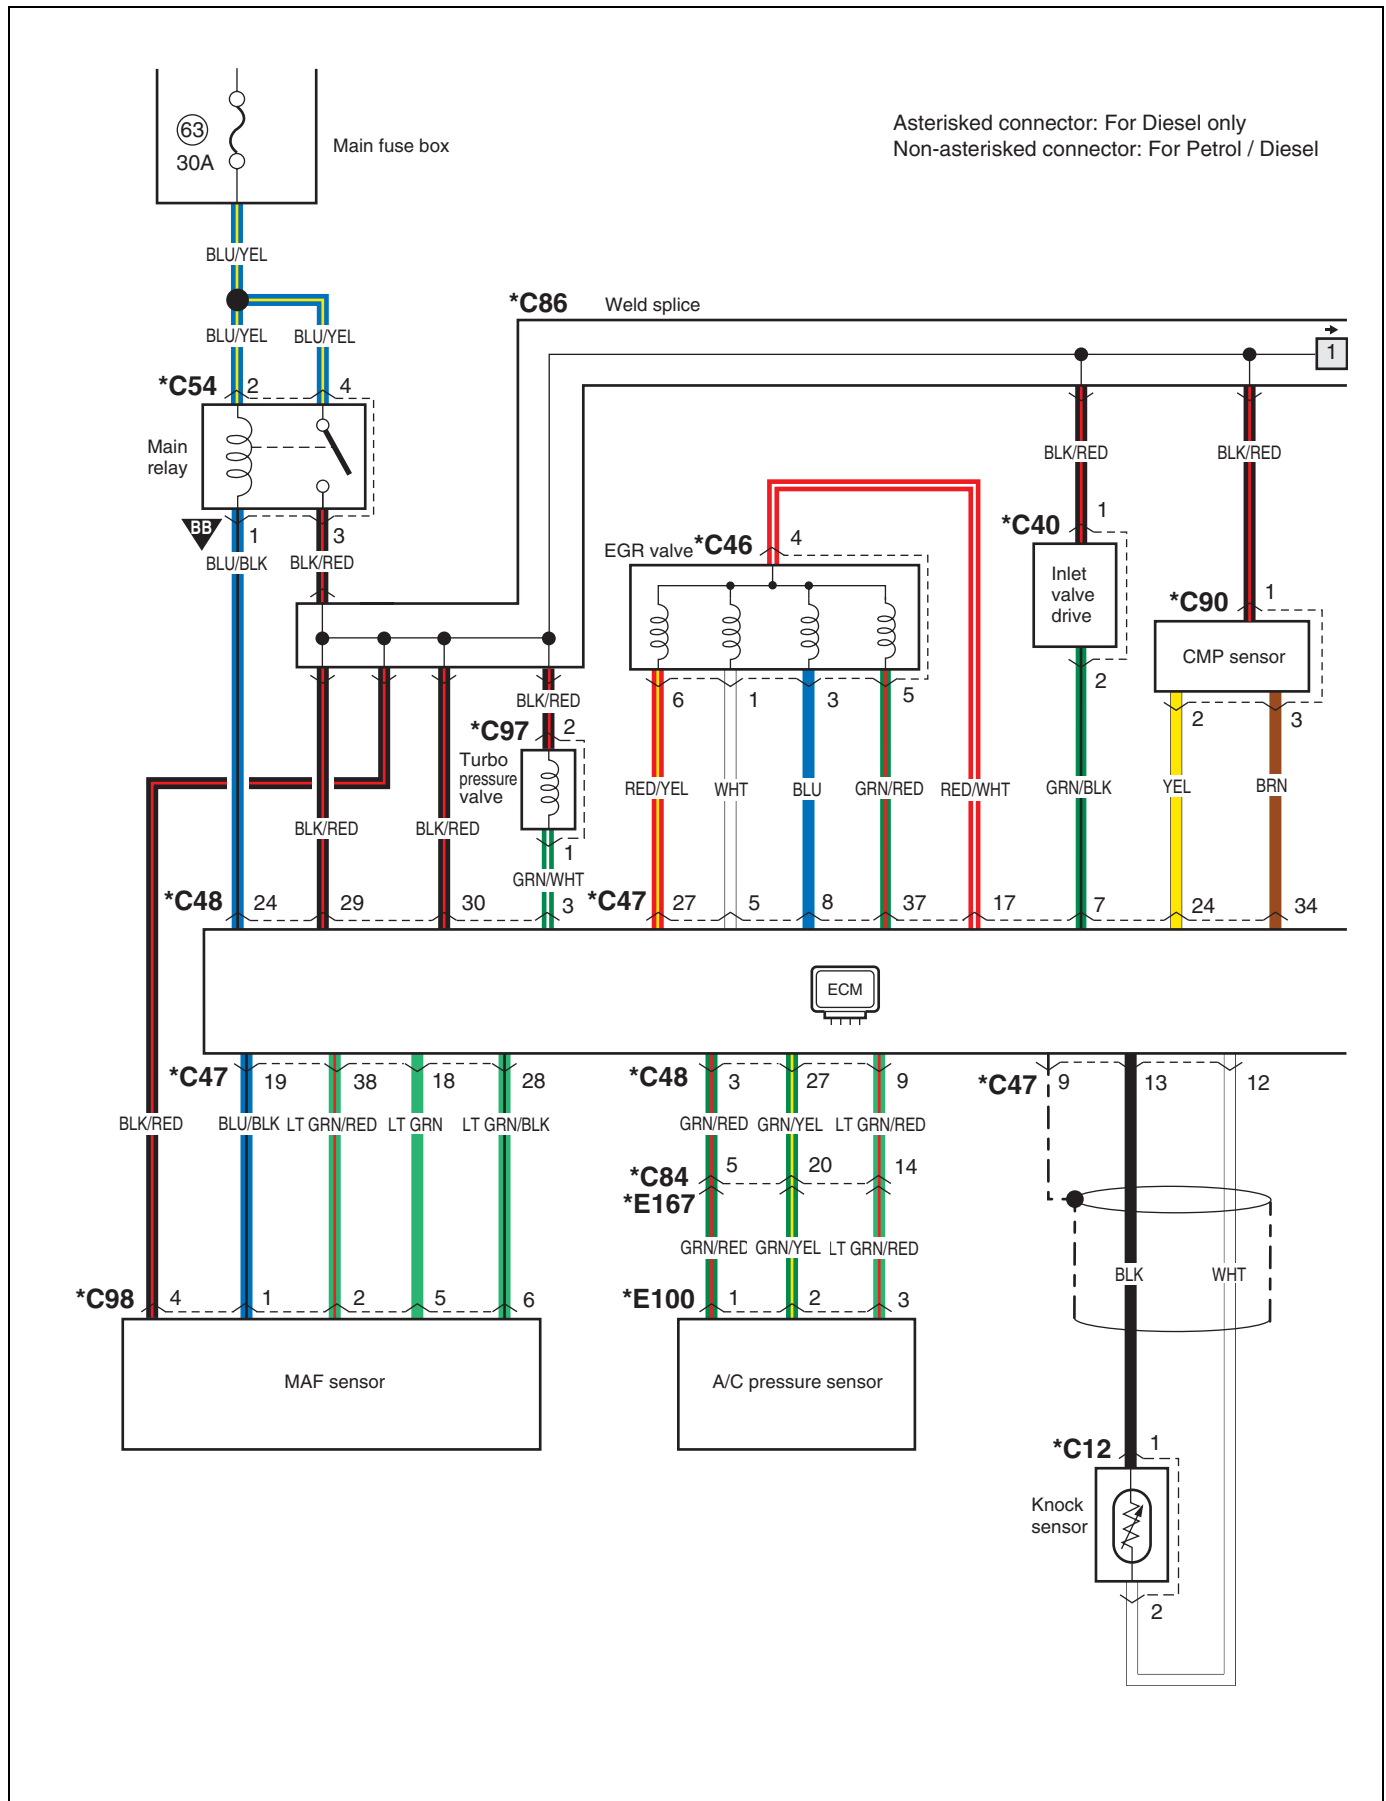 63
30A
Main fuse box
Asterisked connector: For Diesel only
Non-asterisked connector: For Petrol / Diesel
BLU/YEL
*C86 Weld splice
BLU/YEL BLU/YEL
1
*C54 2 4
Main
relay
BLK/RED BLK/RED
BB 1 3
BLU/BLK BLK/RED
EGR valve *C46 4
*C40 1
Inlet
valve
drive
*C90 1
CMP sensor
2
2 3
6 1 3 5
BLK/RED
*C97 2
Turbo
pressure
valve
RED/YEL WHT BLU GRN/RED RED/WHT GRN/BLK YEL BRN
BLK/RED BLK/RED
1
GRN/WHT
*C48 24 29 30 3 *C47 27 5 8 37 17 7 24 34
ECM
*C47 19 38 18 28 *C48 3 27 9 *C47 9 13 12
BLK/RED BLU/BLK LT GRN/RED LT GRN LT GRN/BLK GRN/RED GRN/YEL LT GRN/RED
*C84 5 20 14
*E167
GRN/RED GRN/YEL LT GRN/RED
BLK WHT
*C98 4 1 2 5 6 *E100 1 2 3
MAF sensor A/C pressure sensor
*C12 1
Knock
sensor
2